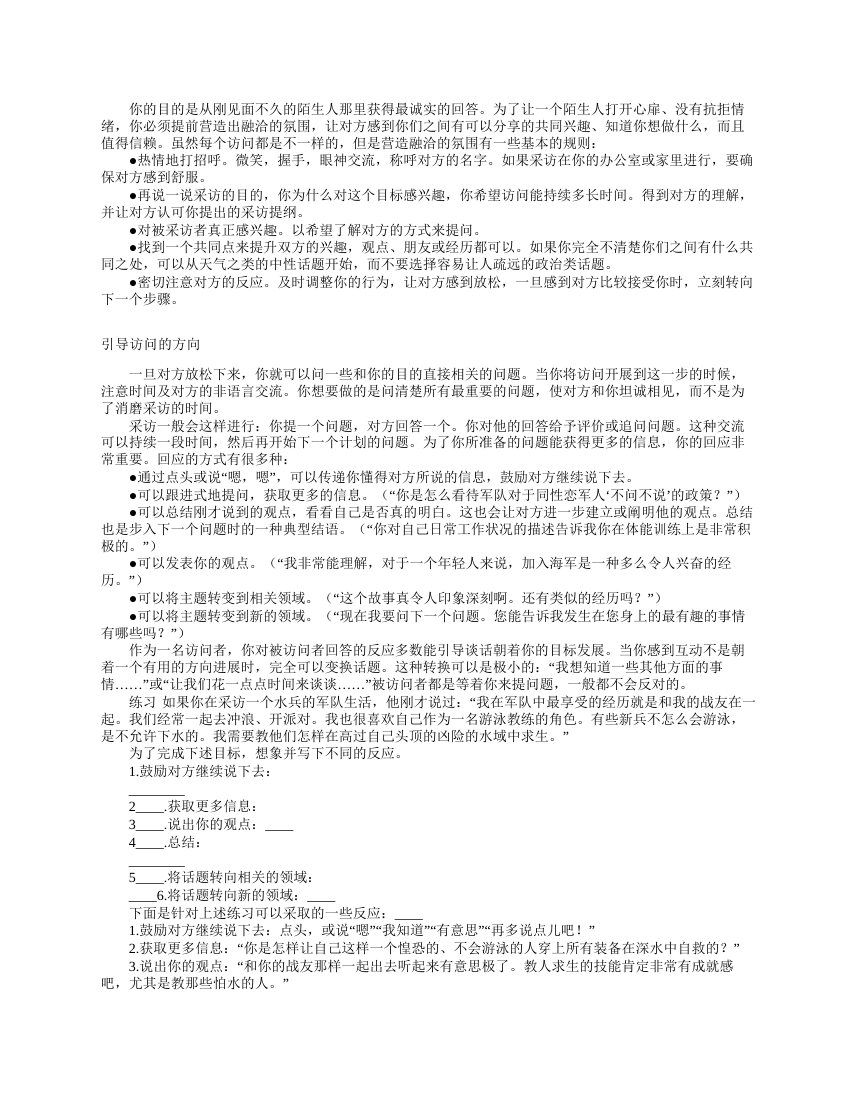 你的目的是从刚见面不久的陌生人那里获得最诚实的回答。为了让一个陌生人打开心扉、没有抗拒情
绪，你必须提前营造出融洽的氛围，让对方感到你们之间有可以分享的共同兴趣、知道你想做什么，而且
值得信赖。虽然每个访问都是不一样的，但是营造融洽的氛围有一些基本的规则：
●热情地打招呼。微笑，握手，眼神交流，称呼对方的名字。如果采访在你的办公室或家里进行，要确
保对方感到舒服。
●再说一说采访的目的，你为什么对这个目标感兴趣，你希望访问能持续多长时间。得到对方的理解，
并让对方认可你提出的采访提纲。
●对被采访者真正感兴趣。以希望了解对方的方式来提问。
●找到一个共同点来提升双方的兴趣，观点、朋友或经历都可以。如果你完全不清楚你们之间有什么共
同之处，可以从天气之类的中性话题开始，而不要选择容易让人疏远的政治类话题。
●密切注意对方的反应。及时调整你的行为，让对方感到放松，一旦感到对方比较接受你时，立刻转向
下一个步骤。
引导访问的方向
一旦对方放松下来，你就可以问一些和你的目的直接相关的问题。当你将访问开展到这一步的时候，
注意时间及对方的非语言交流。你想要做的是问清楚所有最重要的问题，使对方和你坦诚相见，而不是为
了消磨采访的时间。
采访一般会这样进行：你提一个问题，对方回答一个。你对他的回答给予评价或追问问题。这种交流
可以持续一段时间，然后再开始下一个计划的问题。为了你所准备的问题能获得更多的信息，你的回应非
常重要。回应的方式有很多种：
●通过点头或说“嗯，嗯”，可以传递你懂得对方所说的信息，鼓励对方继续说下去。
●可以跟进式地提问，获取更多的信息。（“你是怎么看待军队对于同性恋军人‘不问不说’的政策？”）
●可以总结刚才说到的观点，看看自己是否真的明白。这也会让对方进一步建立或阐明他的观点。总结
也是步入下一个问题时的一种典型结语。（“你对自己日常工作状况的描述告诉我你在体能训练上是非常积
极的。”）
●可以发表你的观点。（“我非常能理解，对于一个年轻人来说，加入海军是一种多么令人兴奋的经
历。”）
●可以将主题转变到相关领域。（“这个故事真令人印象深刻啊。还有类似的经历吗？”）
●可以将主题转变到新的领域。（“现在我要问下一个问题。您能告诉我发生在您身上的最有趣的事情
有哪些吗？”）
作为一名访问者，你对被访问者回答的反应多数能引导谈话朝着你的目标发展。当你感到互动不是朝
着一个有用的方向进展时，完全可以变换话题。这种转换可以是极小的：“我想知道一些其他方面的事
情……”或“让我们花一点点时间来谈谈……”被访问者都是等着你来提问题，一般都不会反对的。
练习 如果你在采访一个水兵的军队生活，他刚才说过：“我在军队中最享受的经历就是和我的战友在一
起。我们经常一起去冲浪、开派对。我也很喜欢自己作为一名游泳教练的角色。有些新兵不怎么会游泳，
是不允许下水的。我需要教他们怎样在高过自己头顶的凶险的水域中求生。”
为了完成下述目标，想象并写下不同的反应。
1.鼓励对方继续说下去：
________
2____.获取更多信息：
3____.说出你的观点：____
4____.总结：
________
5____.将话题转向相关的领域：
____6.将话题转向新的领域：____
下面是针对上述练习可以采取的一些反应：____
1.鼓励对方继续说下去：点头，或说“嗯”“我知道”“有意思”“再多说点儿吧！”
2.获取更多信息：“你是怎样让自己这样一个惶恐的、不会游泳的人穿上所有装备在深水中自救的？”
3.说出你的观点：“和你的战友那样一起出去听起来有意思极了。教人求生的技能肯定非常有成就感
吧，尤其是教那些怕水的人。”